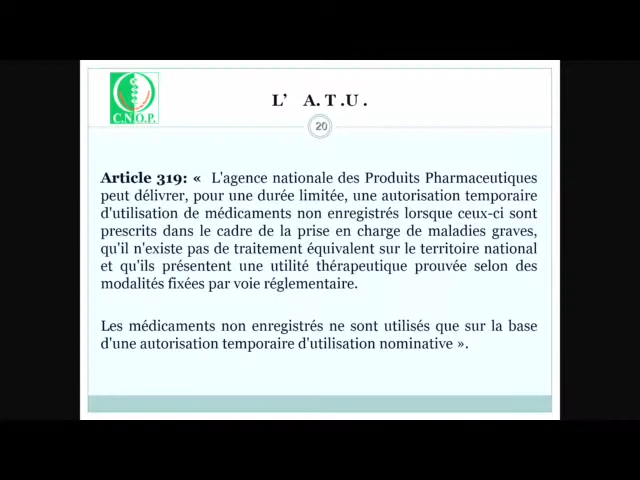 C.N.O.P.
L’ A. T .U .
20
Article 319: « L'agence nationale des Produits Pharmaceutiques
peut délivrer, pour une durée limitée, une autorisation temporaire
d'utilisation de médicaments non enregistrés lorsque ceux-ci sont
prescrits dans le cadre de la prise en charge de maladies graves,
qu'il n'existe pas de traitement équivalent sur le territoire national
et qu'ils présentent une utilité thérapeutique prouvée selon des
modalités fixées par voie réglementaire.
Les médicaments non enregistrés ne sont utilisés que sur la base
d'une autorisation temporaire d'utilisation nominative ».